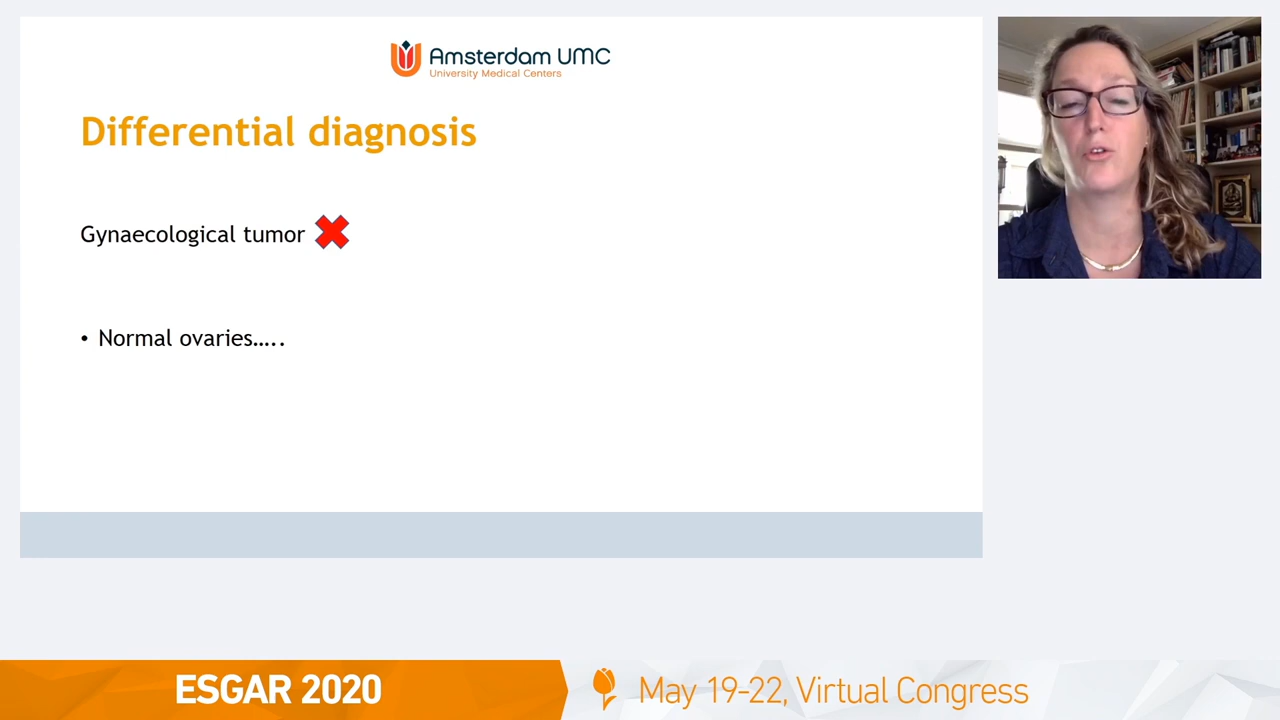 Amsterdam UMC
University Medical Centers
Differential diagnosis
Gynaecological tumor
• Normal ovaries…..
ESGAR 2020
May 19-22, Virtual Congress